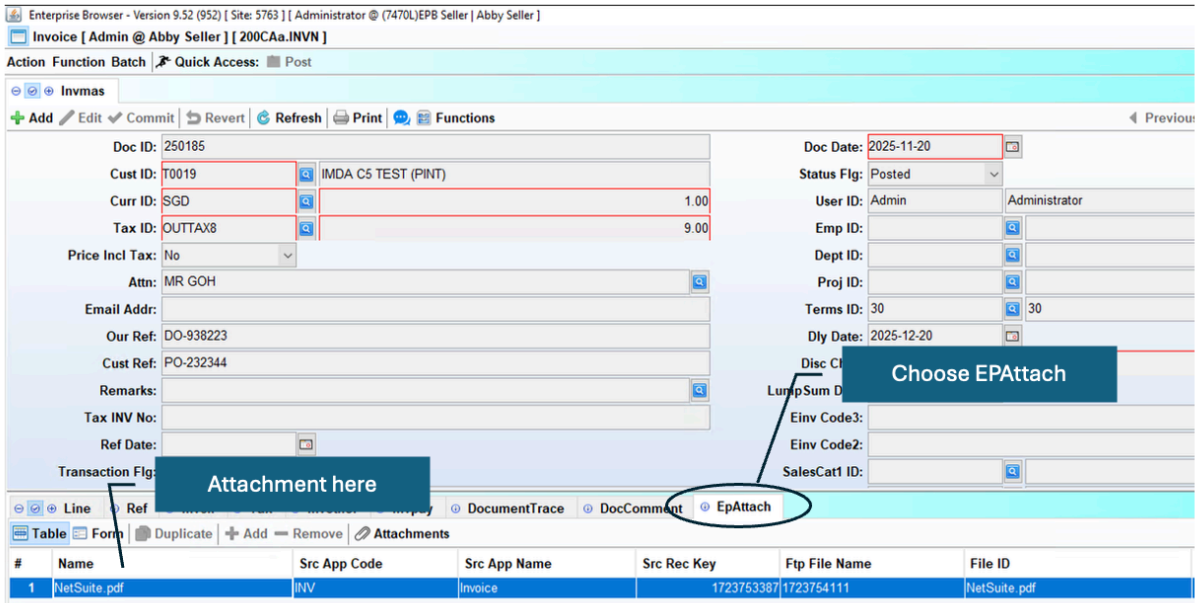 Enterprise Browser - Version 9.52 (952) [ Site: 5763 ] [ Administrator @ (7470L)EPB Seller | Abby Seller ]
Invoice [ Admin @ Abby Seller ] [ 200CAa.INVN ]
Action Function Batch Quick Access: Post
Invmas
Add Edit Commit Revert Refresh Print Functions Previous
Doc ID: 250185 Doc Date: 2025-11-20
Cust ID: T0019 IMDA C5 TEST (PINT) Status Flg: Posted
Curr ID: SGD 1.00 User ID: Admin Administrator
Tax ID: OUTTAX8 9.00 Emp ID:
Price Incl Tax: No Dept ID:
Attn: MR GOH Proj ID:
Email Addr: Terms ID: 30 30
Our Ref: DO-938223 Dly Date: 2025-12-20
Cust Ref: PO-232344 Disc
Choose EPAttach
Remarks: LumpSum
Tax INV No: Einv Code3:
Ref Date: Einv Code2:
Transaction Flg: SalesCat1 ID:
Attachment here
Line Ref DocumentTrace DocComment EpAttach
Table Form Duplicate Add Remove Attachments
# Name Src App Code Src App Name Src Rec Key Ftp File Name File ID
1 NetSuite.pdf INV Invoice 1723753387 1723754111 NetSuite.pdf